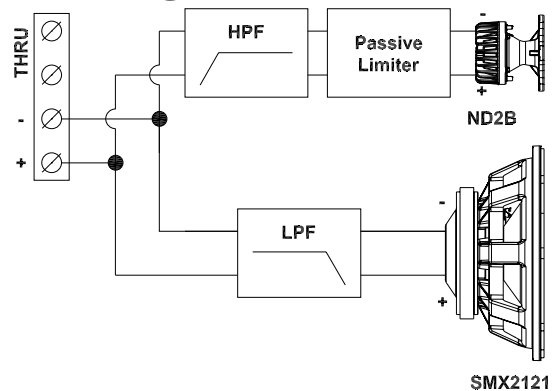 THRU
-
+
HPF
Passive
Limiter
-
+
ND2B
LPF
-
+
SMX2121